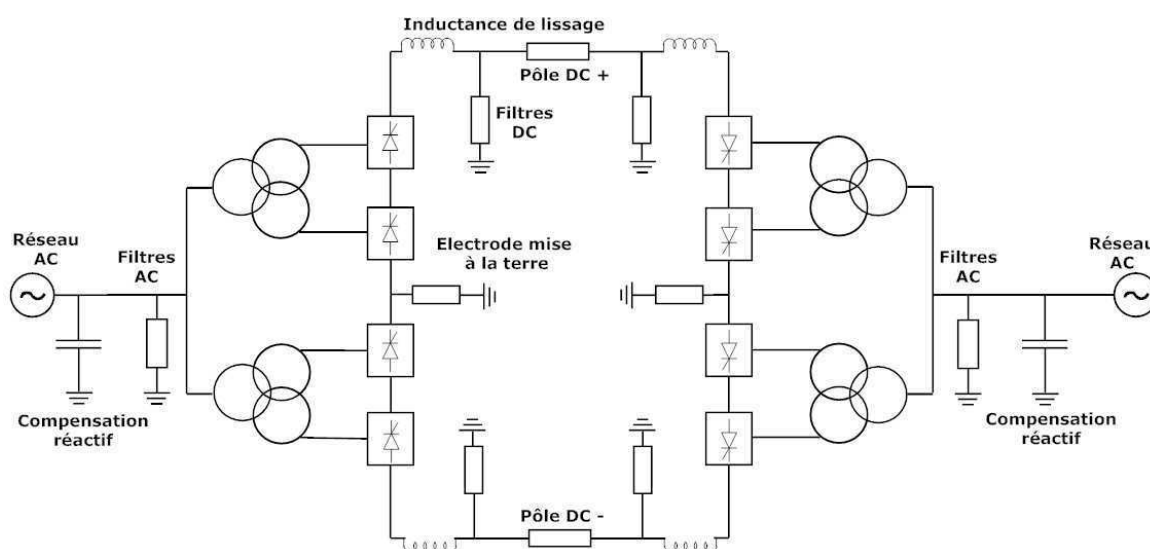 Inductance de lissage
Pôle DC +
Filtres
DC
Réseau
AC
Filtres
AC
Electrode mise
à la terre
Filtres
AC
Réseau
AC
Compensation
réactif
Compensation
réactif
Pôle DC -